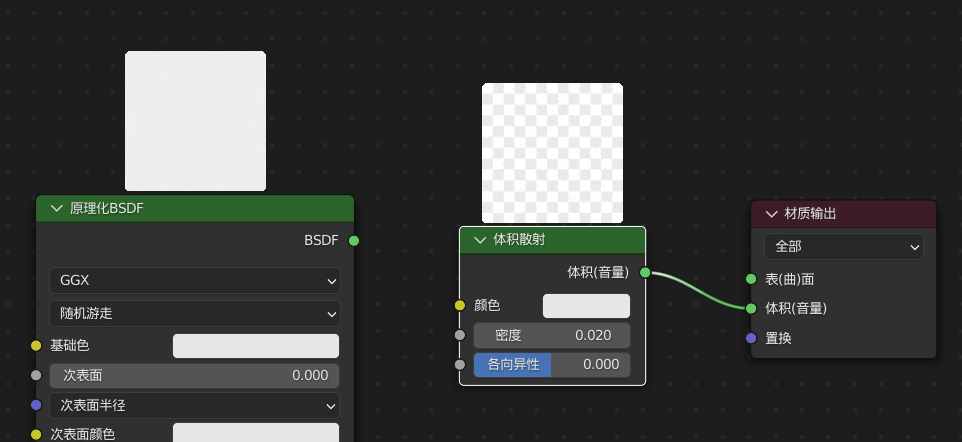 原理化BSDF
BSDF
GGX
随机游走
基础色
次表面 0.000
次表面半径
次表面颜色
体积散射
体积(音量)
颜色
密度 0.020
各向异性 0.000
材质输出
全部
表(曲)面
体积(音量)
置换